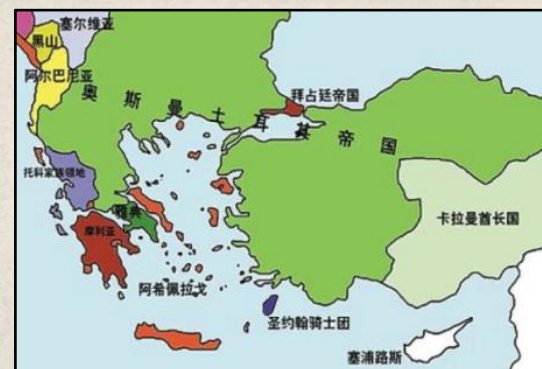 塞尔维亚
黑山
阿尔巴尼亚
奥斯曼土耳其帝国
拜占廷帝国
托科家族领地
雅典
摩利亚
卡拉曼酋长国
阿希佩拉戈
圣约翰骑士团
塞浦路斯